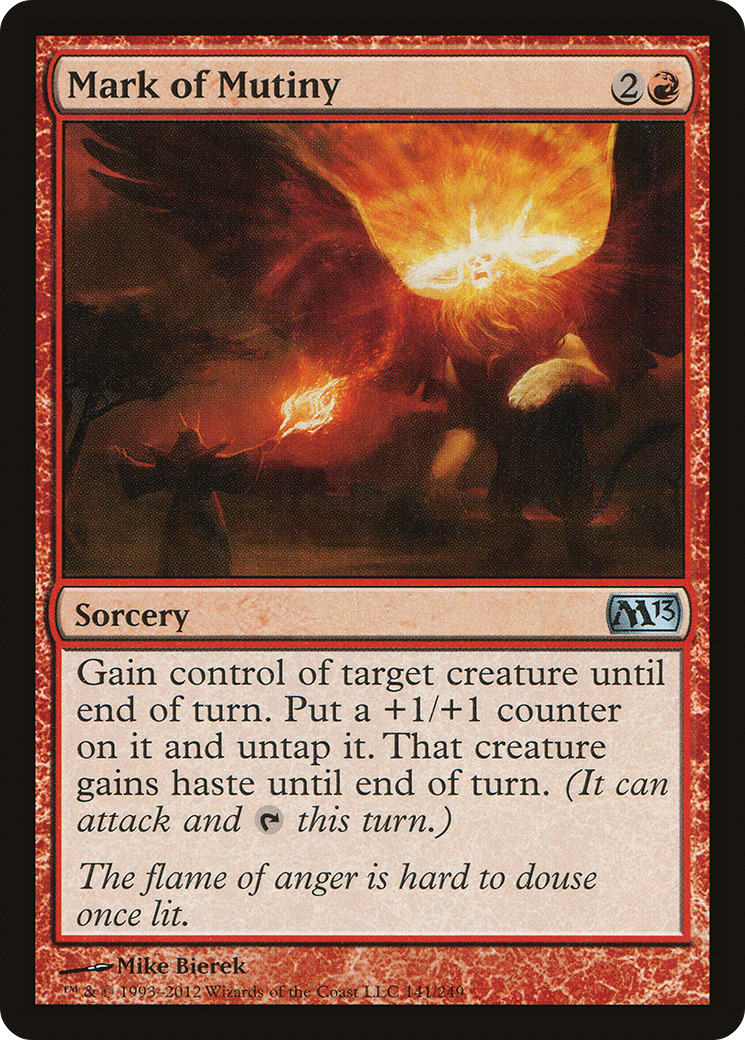 Mark of Mutiny 2
Sorcery M13
Gain control of target creature until
end of turn. Put a +1/+1 counter
on it and untap it. That creature
gains haste until end of turn. (It can
attack and this turn.)
The flame of anger is hard to douse
once lit.
Mike Bierek
™ & © 1993–2012 Wizards of the Coast LLC 141/249